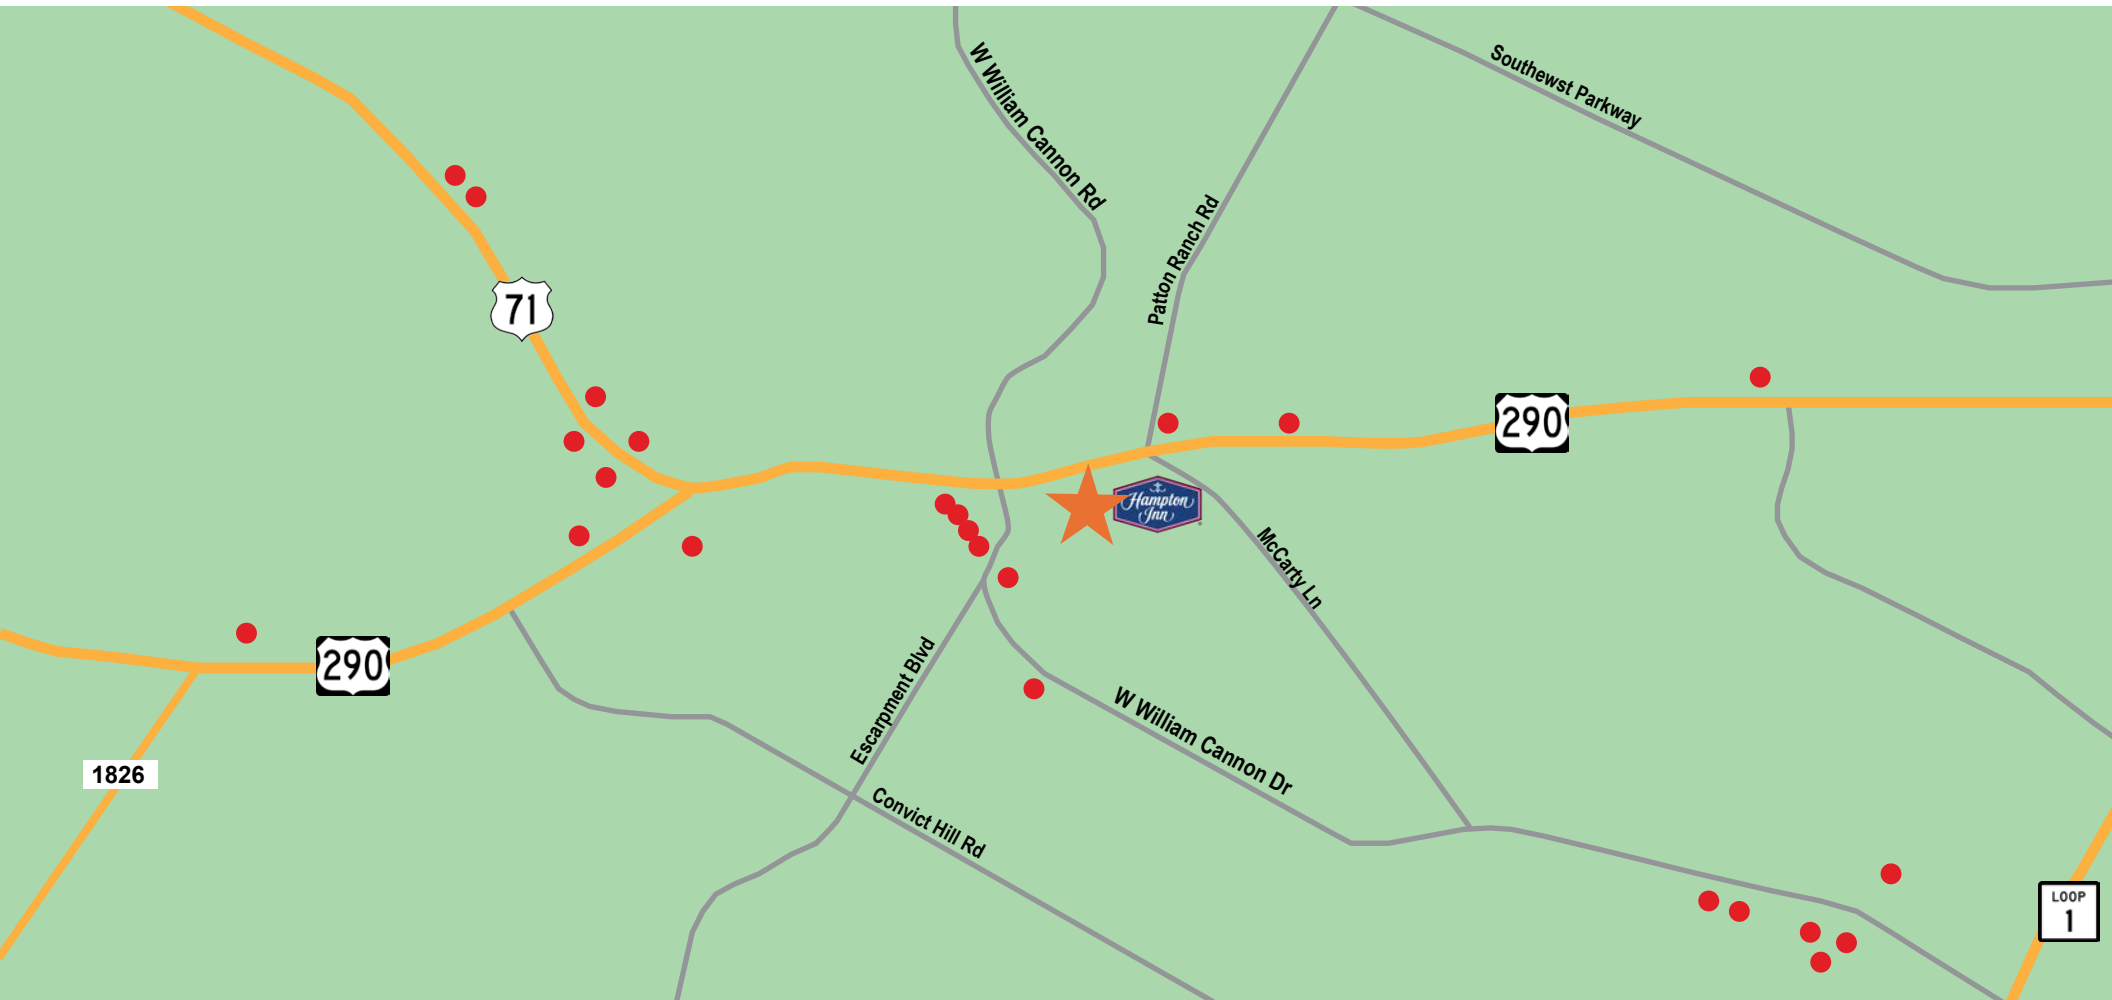 Southewst Parkway
W William Cannon Rd
Patton Ranch Rd
71
290
Hampton
Inn
McCarty Ln
290
Escarpment Blvd
W William Cannon Dr
1826
Convict Hill Rd
LOOP
1